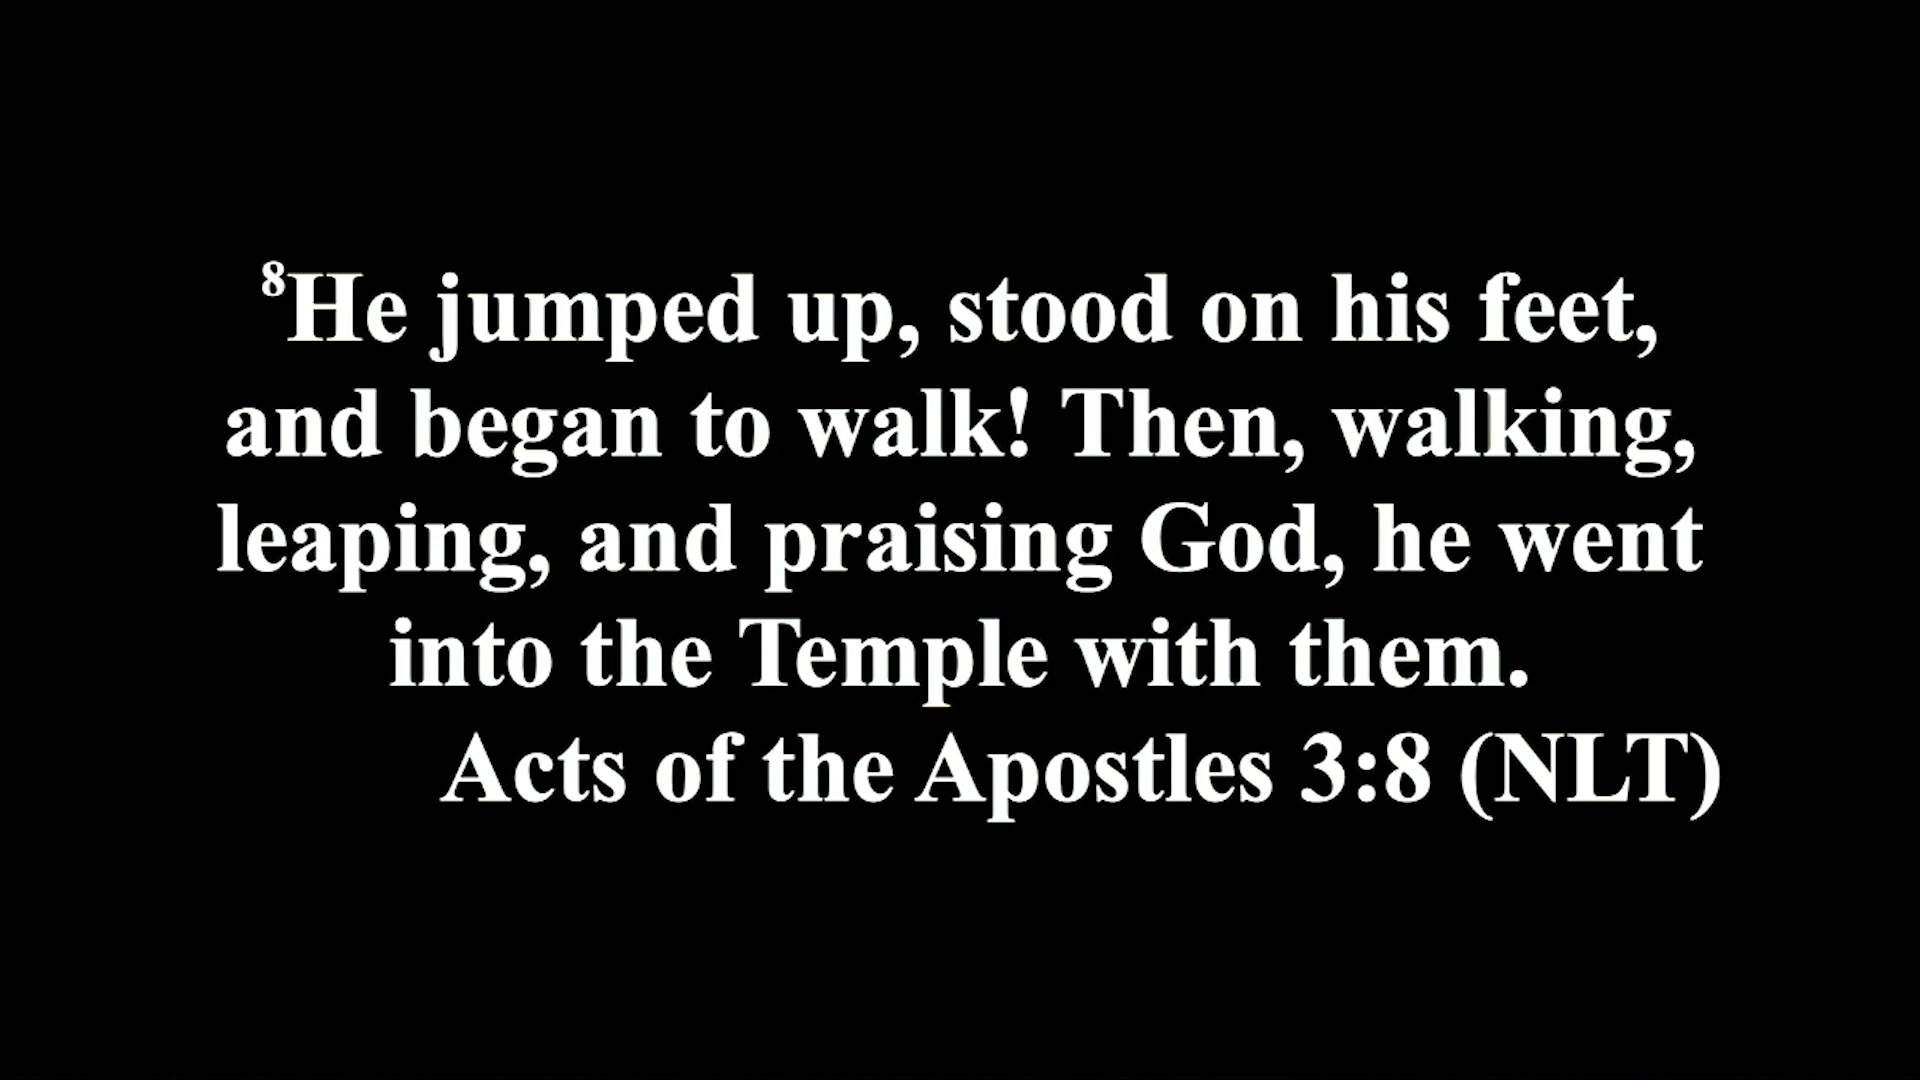 ⁸He jumped up, stood on his feet,
and began to walk! Then, walking,
leaping, and praising God, he went
into the Temple with them.
Acts of the Apostles 3:8 (NLT)